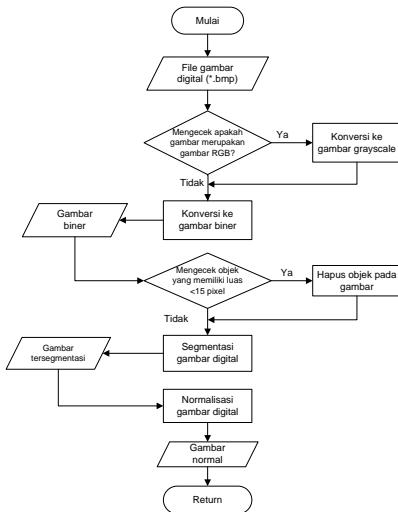 Mulai
File gambar
digital (*.bmp)
Mengecek apakah
gambar merupakan
gambar RGB?
Ya
Konversi ke
gambar grayscale
Tidak
Gambar
biner
Konversi ke
gambar biner
Mengecek objek
yang memiliki luas
<15 pixel
Ya
Hapus objek pada
gambar
Tidak
Gambar
tersegmentasi
Segmentasi
gambar digital
Normalisasi
gambar digital
Gambar
normal
Return